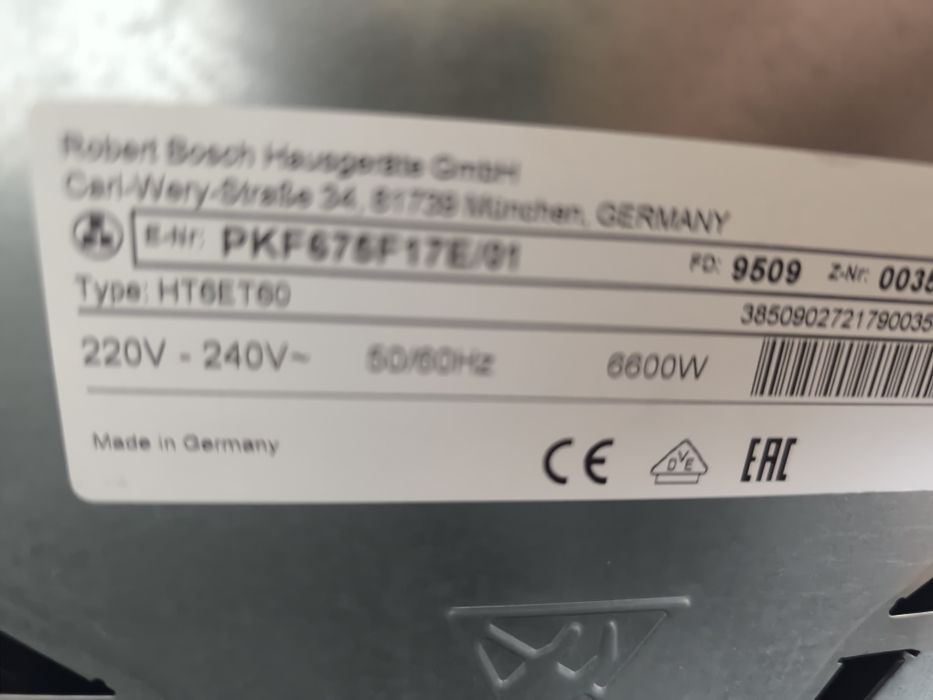 Robert Bosch Hausgeräte GmbH
Carl-Wery-Straße 34, 81739 München, GERMANY
E-Nr: PKF675F17E/01 FD: 9509 Z-Nr: 0035
Type: HT6ET60
3850902721790035
220V - 240V~ 50/60Hz 6600W
Made in Germany
CE DVE EAC